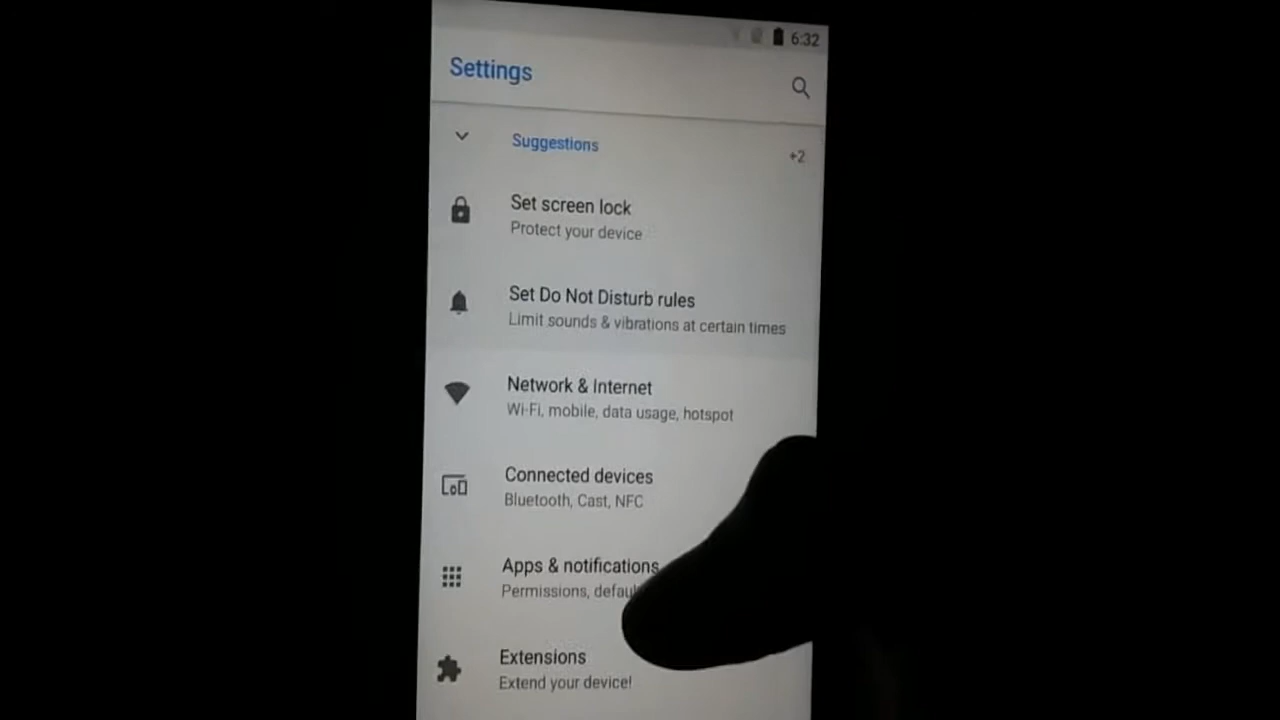 6:32
Settings
Suggestions
+2
Set screen lock
Protect your device
Set Do Not Disturb rules
Limit sounds & vibrations at certain times
Network & Internet
Wi-Fi, mobile, data usage, hotspot
Connected devices
Bluetooth, Cast, NFC
Apps & notifications
Permissions,
Extensions
Extend your device!